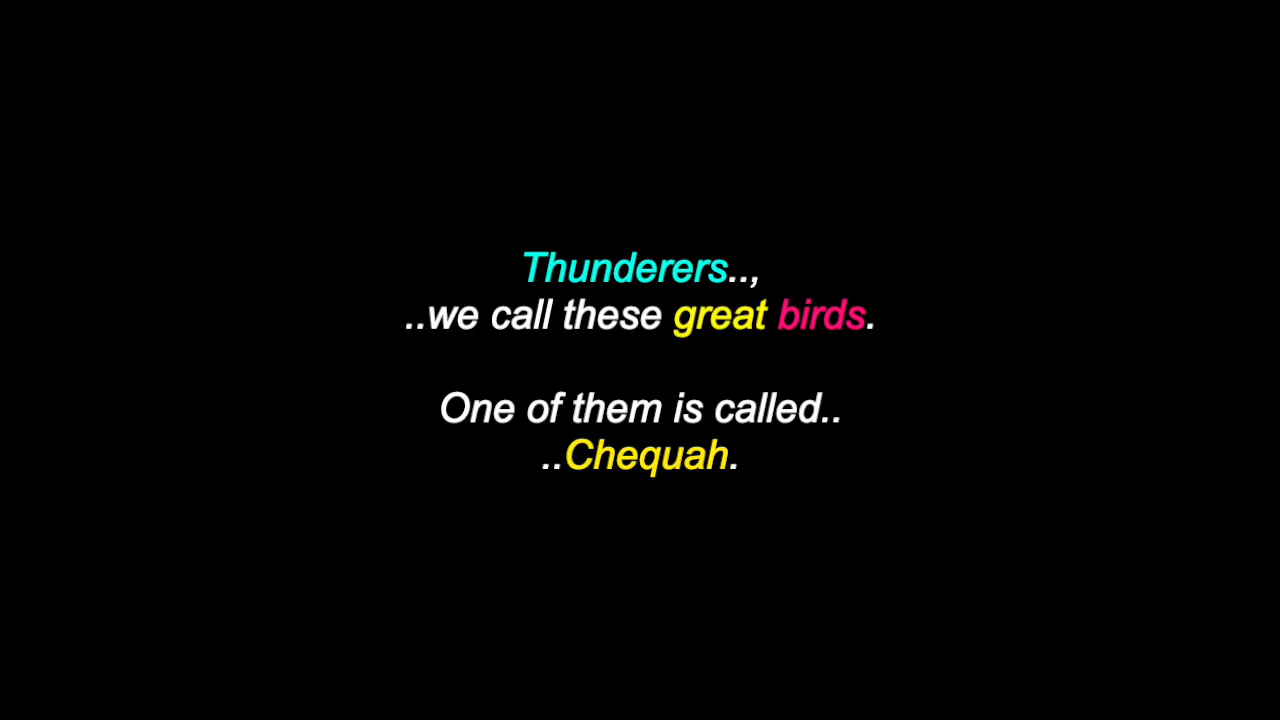 Thunderers..,
..we call these great birds.
One of them is called..
..Chequah.